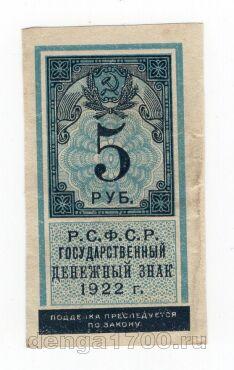 5
РУБ.
Р.С.Ф.С.Р.
ГОСУДАРСТВЕННЫЙ
ДЕНЕЖНЫЙ ЗНАК
1922 г.
ПОДДЕЛКА ПРЕСЛЕДУЕТСЯ
ПО ЗАКОНУ.
denga1700.ru